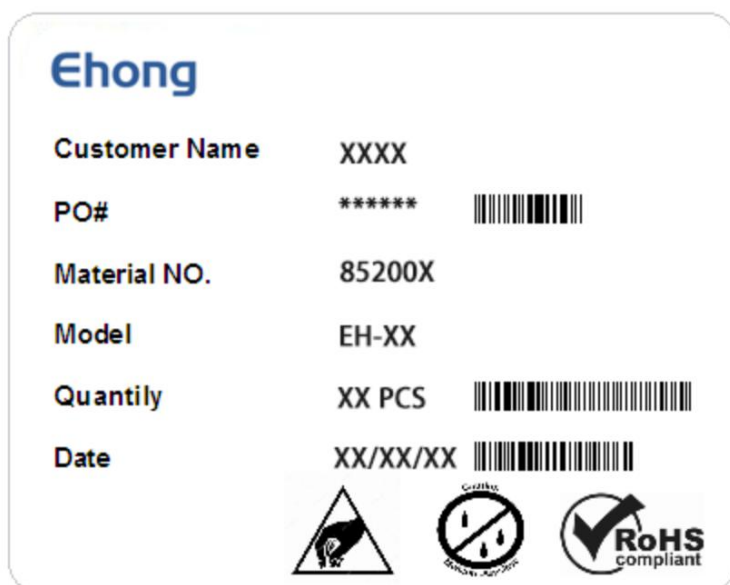 Ehong
Customer Name XXXX
PO# ******
Material NO. 85200X
Model EH-XX
Quantily XX PCS
Date XX/XX/XX
Caution
RoHS
compliant